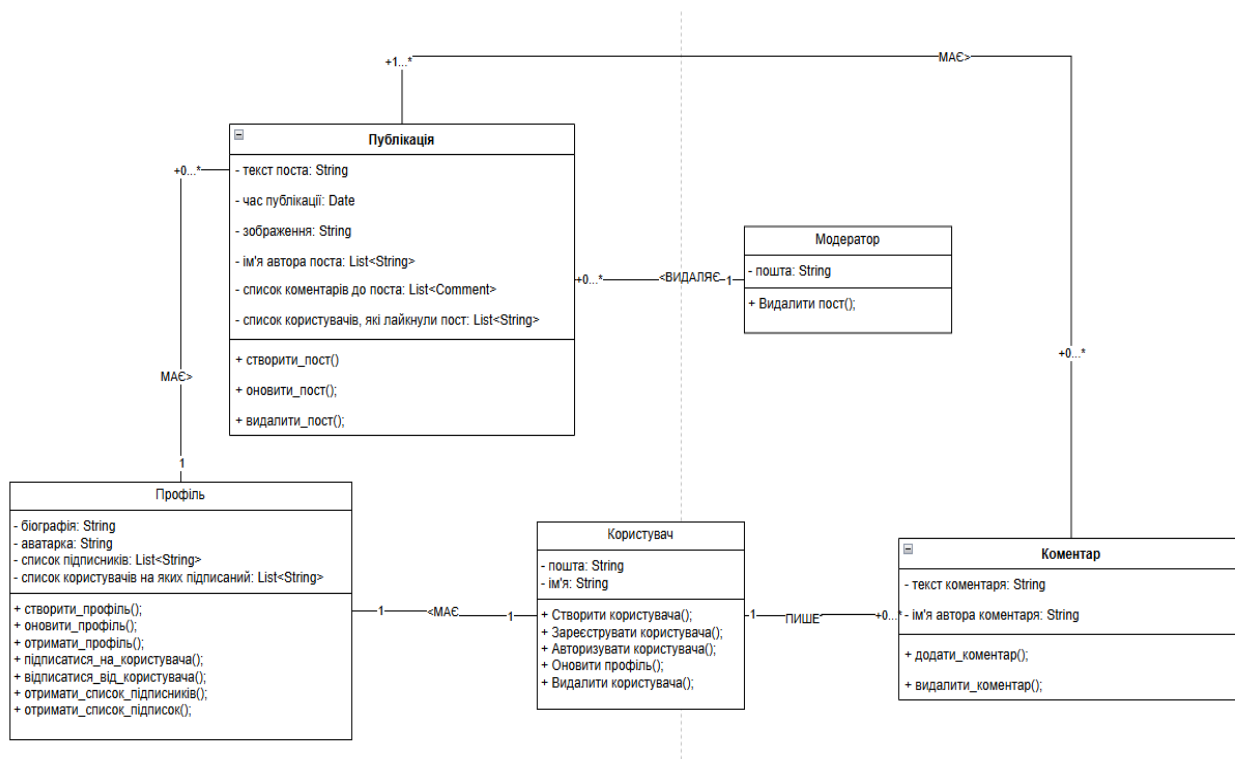 +1...*
МАЄ>
Публікація
- текст поста: String
- час публікації: Date
- зображення: String
- ім'я автора поста: List<String>
- список коментарів до поста: List<Comment>
- список користувачів, які лайкнули пост: List<String>
+ створити_пост()
+ оновити_пост();
+ видалити_пост();
+0...*
МАЄ>
1
+0...*
<ВИДАЛЯЄ
1
Модератор
- пошта: String
+ Видалити пост();
+0...*
Профіль
- біографія: String
- аватарка: String
- список підписників: List<String>
- список користувачів на яких підписаний: List<String>
+ створити_профіль();
+ оновити_профіль();
+ отримати_профіль();
+ підписатися_на_користувача();
+ відписатися_від_користувача();
+ отримати_список_підписників();
+ отримати_список_підписок();
1
<МАЄ
1
Користувач
- пошта: String
- ім'я: String
+ Створити користувача();
+ Зареєструвати користувача();
+ Авторизувати користувача();
+ Оновити профіль();
+ Видалити користувача();
1
ПИШЕ
+0...*
Коментар
- текст коментаря: String
- ім'я автора коментаря: String
+ додати_коментар();
+ видалити_коментар();